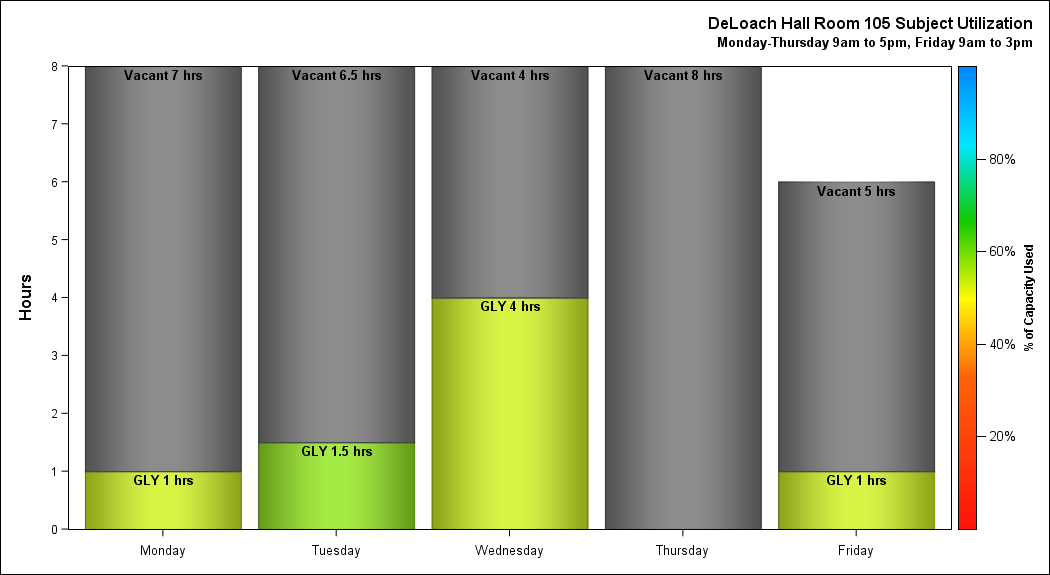 DeLoach Hall Room 105 Subject Utilization
Monday-Thursday 9am to 5pm, Friday 9am to 3pm
Hours
8
7
6
5
4
3
2
1
0
Vacant 7 hrs
GLY 1 hrs
Vacant 6.5 hrs
GLY 1.5 hrs
Vacant 4 hrs
GLY 4 hrs
Vacant 8 hrs
Vacant 5 hrs
GLY 1 hrs
Monday
Tuesday
Wednesday
Thursday
Friday
80%
60%
40%
20%
% of Capacity Used